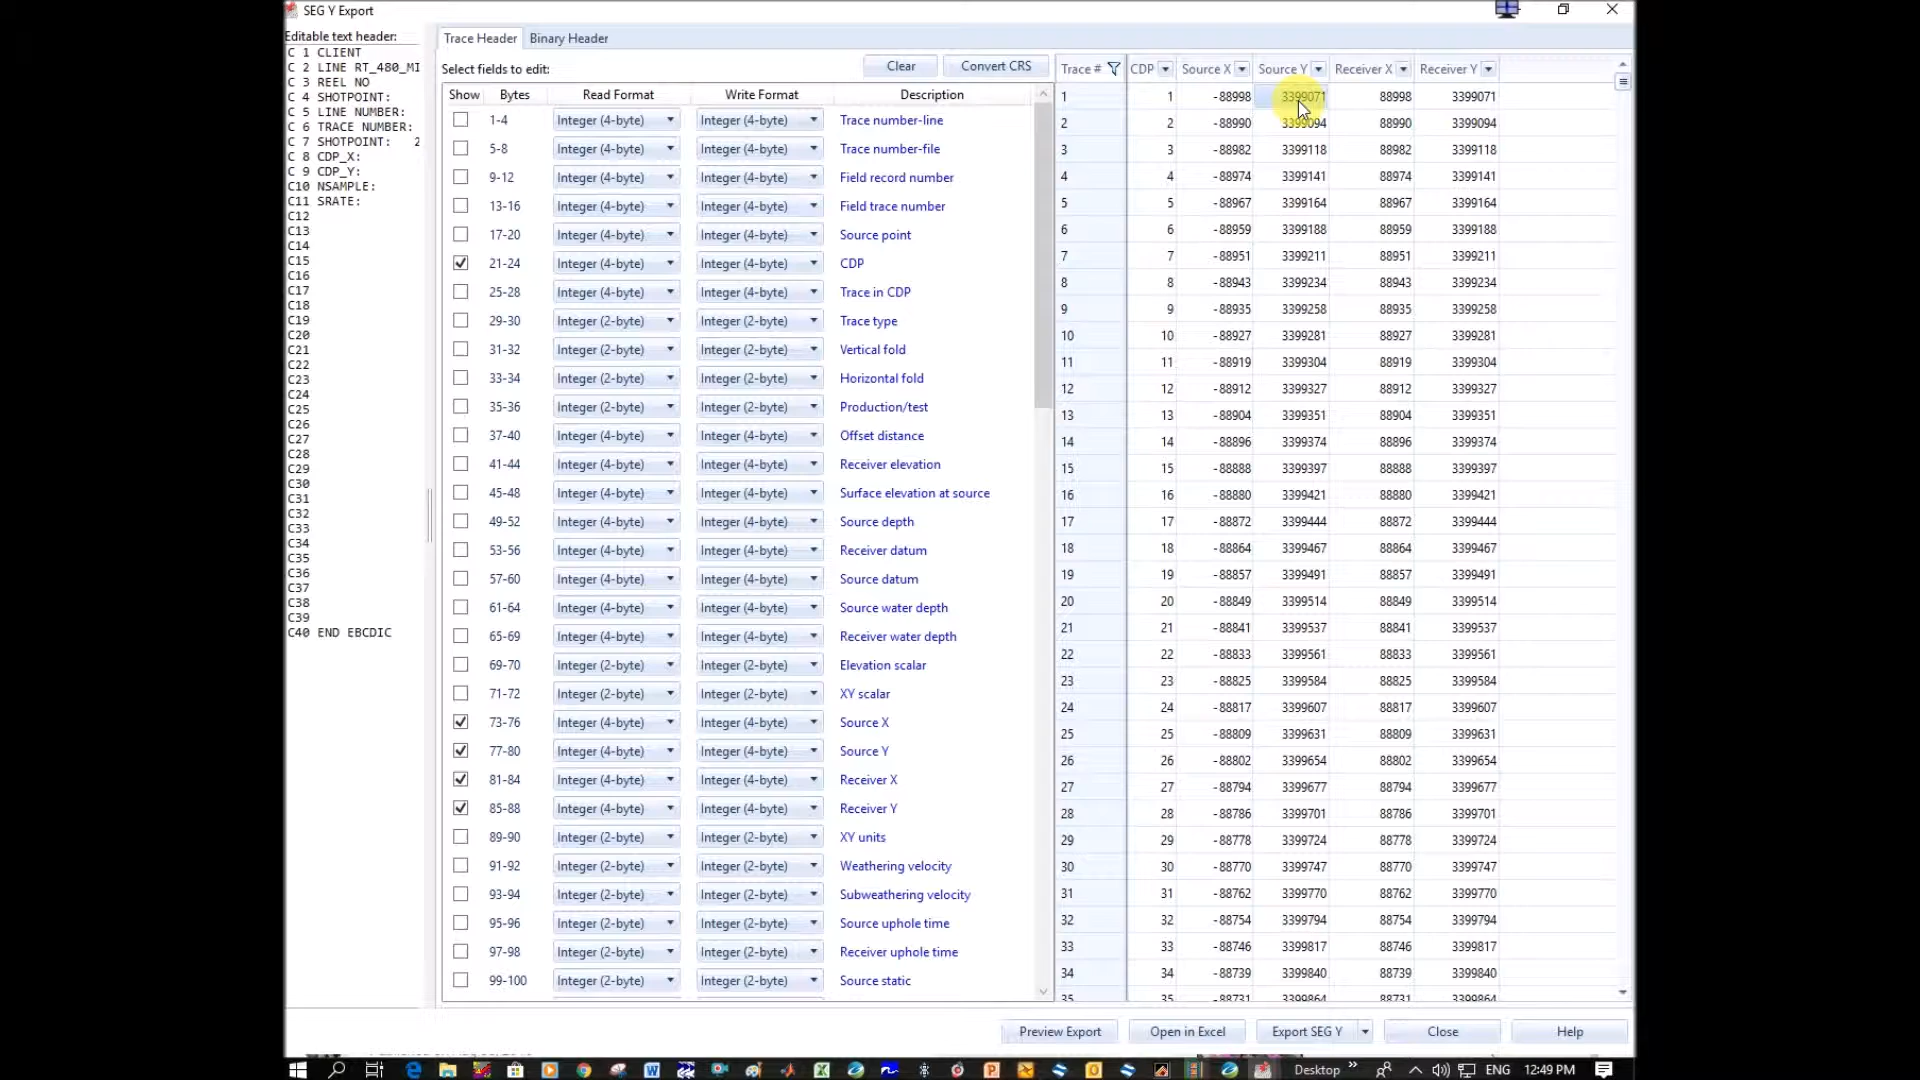 SEG Y Export
Editable text header:
C 1 CLIENT
C 2 LINE RT_480_MI
C 3 REEL NO
C 4 SHOTPOINT:
C 5 LINE NUMBER:
C 6 TRACE NUMBER:
C 7 SHOTPOINT: 2
C 8 CDP_X:
C 9 CDP_Y:
C10 NSAMPLE:
C11 SRATE:
C12
C13
C14
C15
C16
C17
C18
C19
C20
C21
C22
C23
C24
C25
C26
C27
C28
C29
C30
C31
C32
C33
C34
C35
C36
C37
C38
C39
C40 END EBCDIC
Trace Header Binary Header
Select fields to edit: Clear Convert CRS
Show Bytes Read Format Write Format Description
1-4 Integer (4-byte) Integer (4-byte) Trace number-line
5-8 Integer (4-byte) Integer (4-byte) Trace number-file
9-12 Integer (4-byte) Integer (4-byte) Field record number
13-16 Integer (4-byte) Integer (4-byte) Field trace number
17-20 Integer (4-byte) Integer (4-byte) Source point
21-24 Integer (4-byte) Integer (4-byte) CDP
25-28 Integer (4-byte) Integer (4-byte) Trace in CDP
29-30 Integer (2-byte) Integer (2-byte) Trace type
31-32 Integer (2-byte) Integer (2-byte) Vertical fold
33-34 Integer (2-byte) Integer (2-byte) Horizontal fold
35-36 Integer (2-byte) Integer (2-byte) Production/test
37-40 Integer (4-byte) Integer (4-byte) Offset distance
41-44 Integer (4-byte) Integer (4-byte) Receiver elevation
45-48 Integer (4-byte) Integer (4-byte) Surface elevation at source
49-52 Integer (4-byte) Integer (4-byte) Source depth
53-56 Integer (4-byte) Integer (4-byte) Receiver datum
57-60 Integer (4-byte) Integer (4-byte) Source datum
61-64 Integer (4-byte) Integer (4-byte) Source water depth
65-69 Integer (4-byte) Integer (4-byte) Receiver water depth
69-70 Integer (2-byte) Integer (2-byte) Elevation scalar
71-72 Integer (2-byte) Integer (2-byte) XY scalar
73-76 Integer (4-byte) Integer (4-byte) Source X
77-80 Integer (4-byte) Integer (4-byte) Source Y
81-84 Integer (4-byte) Integer (4-byte) Receiver X
85-88 Integer (4-byte) Integer (4-byte) Receiver Y
89-90 Integer (2-byte) Integer (2-byte) XY units
91-92 Integer (2-byte) Integer (2-byte) Weathering velocity
93-94 Integer (2-byte) Integer (2-byte) Subweathering velocity
95-96 Integer (2-byte) Integer (2-byte) Source uphole time
97-98 Integer (2-byte) Integer (2-byte) Receiver uphole time
99-100 Integer (2-byte) Integer (2-byte) Source static
Trace # CDP Source X Source Y Receiver X Receiver Y
1 1 -88998 3399071 88998 3399071
2 2 -88990 3399094 88990 3399094
3 3 -88982 3399118 88982 3399118
4 4 -88974 3399141 88974 3399141
5 5 -88967 3399164 88967 3399164
6 6 -88959 3399188 88959 3399188
7 7 -88951 3399211 88951 3399211
8 8 -88943 3399234 88943 3399234
9 9 -88935 3399258 88935 3399258
10 10 -88927 3399281 88927 3399281
11 11 -88919 3399304 88919 3399304
12 12 -88912 3399327 88912 3399327
13 13 -88904 3399351 88904 3399351
14 14 -88896 3399374 88896 3399374
15 15 -88888 3399397 88888 3399397
16 16 -88880 3399421 88880 3399421
17 17 -88872 3399444 88872 3399444
18 18 -88864 3399467 88864 3399467
19 19 -88857 3399491 88857 3399491
20 20 -88849 3399514 88849 3399514
21 21 -88841 3399537 88841 3399537
22 22 -88833 3399561 88833 3399561
23 23 -88825 3399584 88825 3399584
24 24 -88817 3399607 88817 3399607
25 25 -88809 3399631 88809 3399631
26 26 -88802 3399654 88802 3399654
27 27 -88794 3399677 88794 3399677
28 28 -88786 3399701 88786 3399701
29 29 -88778 3399724 88778 3399724
30 30 -88770 3399747 88770 3399747
31 31 -88762 3399770 88762 3399770
32 32 -88754 3399794 88754 3399794
33 33 -88746 3399817 88746 3399817
34 34 -88739 3399840 88739 3399840
35 35 -88731 3399864 88731 3399864
Preview Export Open in Excel Export SEG Y Close Help
Desktop ENG 12:49 PM